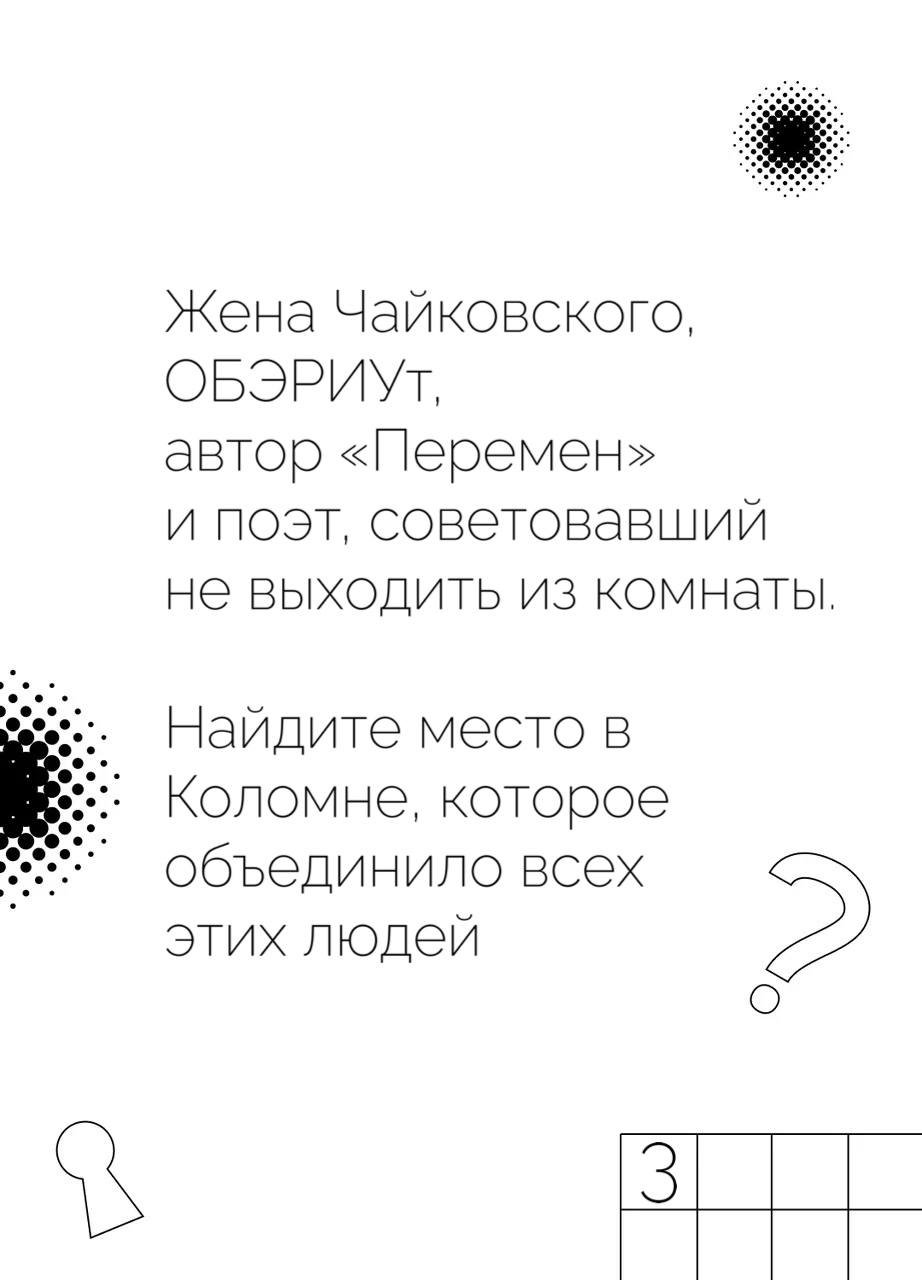 Жена Чайковского,
ОБЭРИУт,
автор «Перемен»
и поэт, советовавший
не выходить из комнаты.
Найдите место в
Коломне, которое
объединило всех
этих людей
?
3